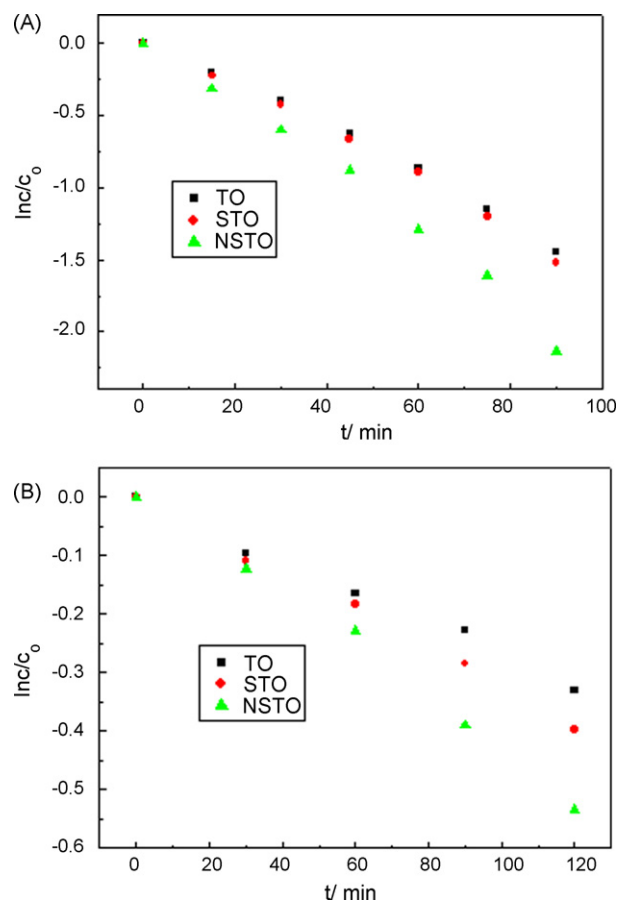 (A)
0.0
-0.5
-1.0
-1.5
-2.0
lnc/c₀
TO
STO
NSTO
0 20 40 60 80 100
t/ min
(B)
0.0
-0.1
-0.2
-0.3
-0.4
-0.5
-0.6
lnc/c₀
TO
STO
NSTO
0 20 40 60 80 100 120
t/ min